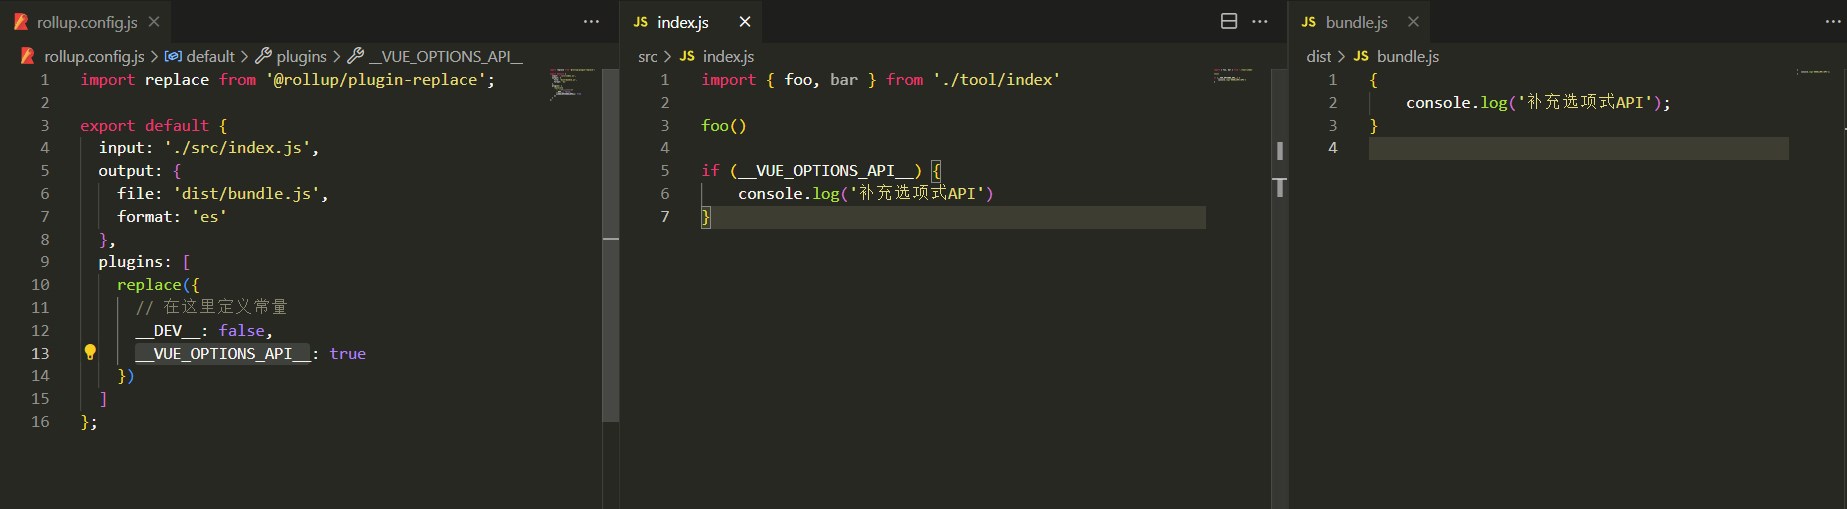 rollup.config.js
rollup.config.js > default > plugins > __VUE_OPTIONS_API__
1 import replace from '@rollup/plugin-replace';
2
3 export default {
4   input: './src/index.js',
5   output: {
6     file: 'dist/bundle.js',
7     format: 'es'
8   },
9   plugins: [
10     replace({
11       // 在这里定义常量
12       __DEV__: false,
13       __VUE_OPTIONS_API__: true
14     })
15   ]
16 };
JS index.js
src > JS index.js
1 import { foo, bar } from './tool/index'
2
3 foo()
4
5 if (__VUE_OPTIONS_API__) {
6     console.log('补充选项式API')
7 }
JS bundle.js
dist > JS bundle.js
1 {
2     console.log('补充选项式API');
3 }
4